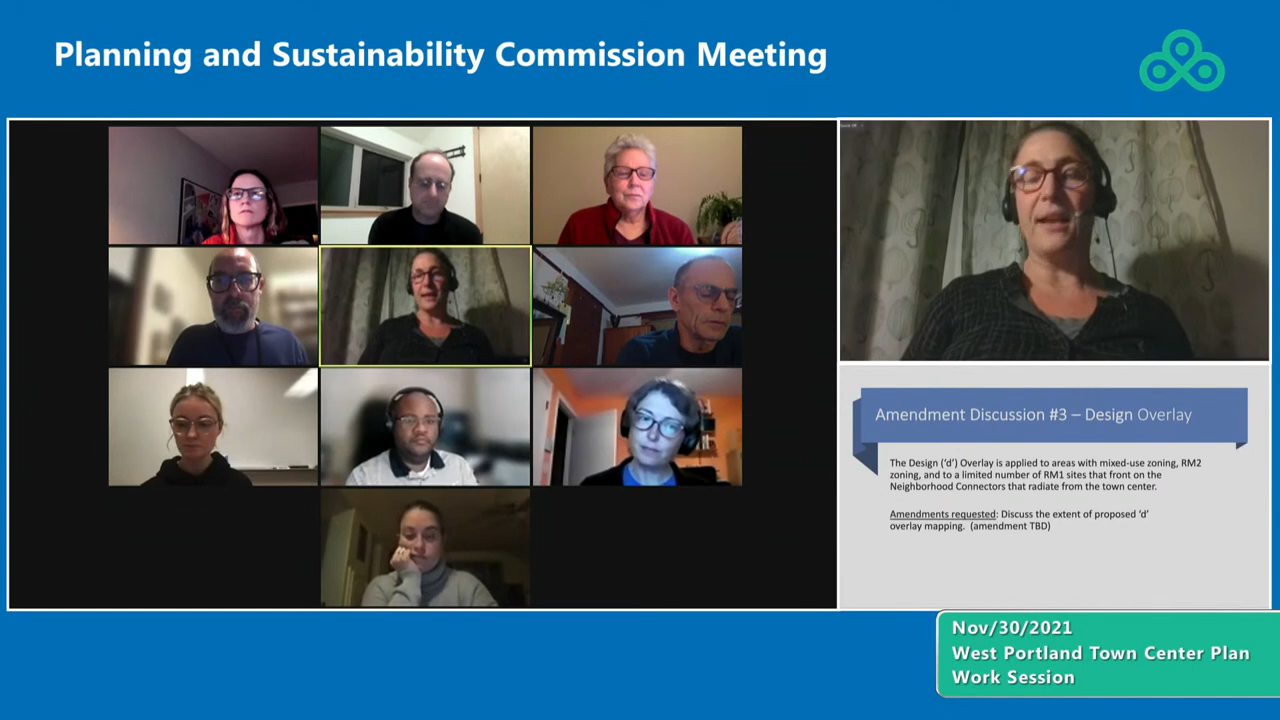 Planning and Sustainability Commission Meeting
Amendment Discussion #3 – Design Overlay
The Design ('d') Overlay is applied to areas with mixed-use zoning, RM2
zoning, and to a limited number of RM1 sites that front on the
Neighborhood Connectors that radiate from the town center.
Amendments requested: Discuss the extent of proposed 'd'
overlay mapping. (amendment TBD)
Nov/30/2021
West Portland Town Center Plan
Work Session